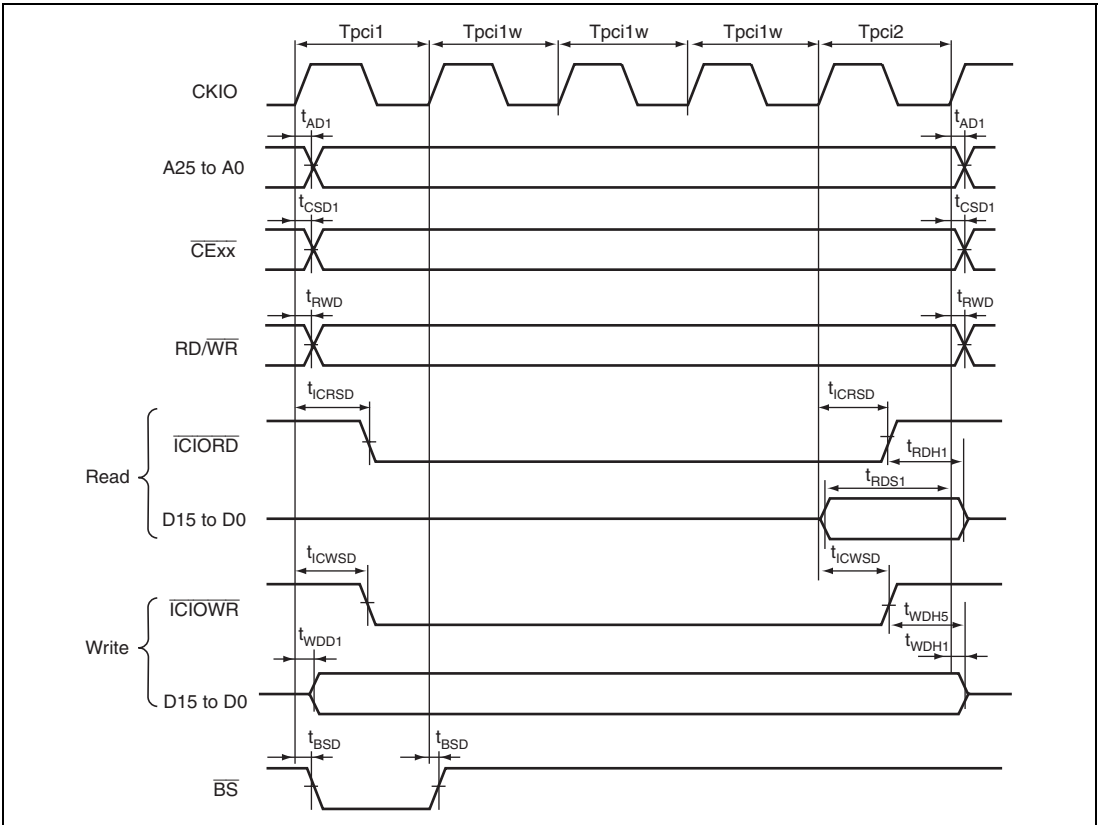 Tpci1 Tpci1w Tpci1w Tpci1w Tpci2
CKIO
tAD1 tAD1
A25 to A0
tCSD1 tCSD1
CExx
tRWD tRWD
RD/WR
tICRSD tICRSD
ICIORD
tRDH1
Read
tRDS1
D15 to D0
tICWSD tICWSD
ICIOWR
tWDH5
Write
tWDD1 tWDH1
D15 to D0
tBSD tBSD
BS